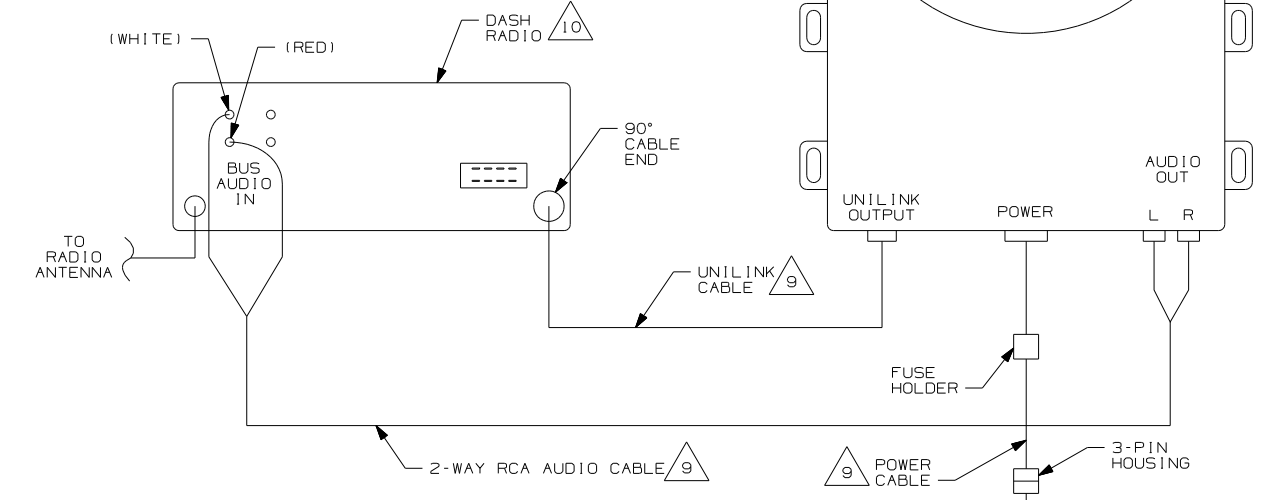 DASH
RADIO
10
(WHITE)
(RED)
90°
CABLE
END
BUS
AUDIO
IN
AUDIO
OUT
UNILINK
OUTPUT
POWER
L R
TO
RADIO
ANTENNA
UNILINK
CABLE
9
FUSE
HOLDER
2-WAY RCA AUDIO CABLE
9
9
POWER
CABLE
3-PIN
HOUSING